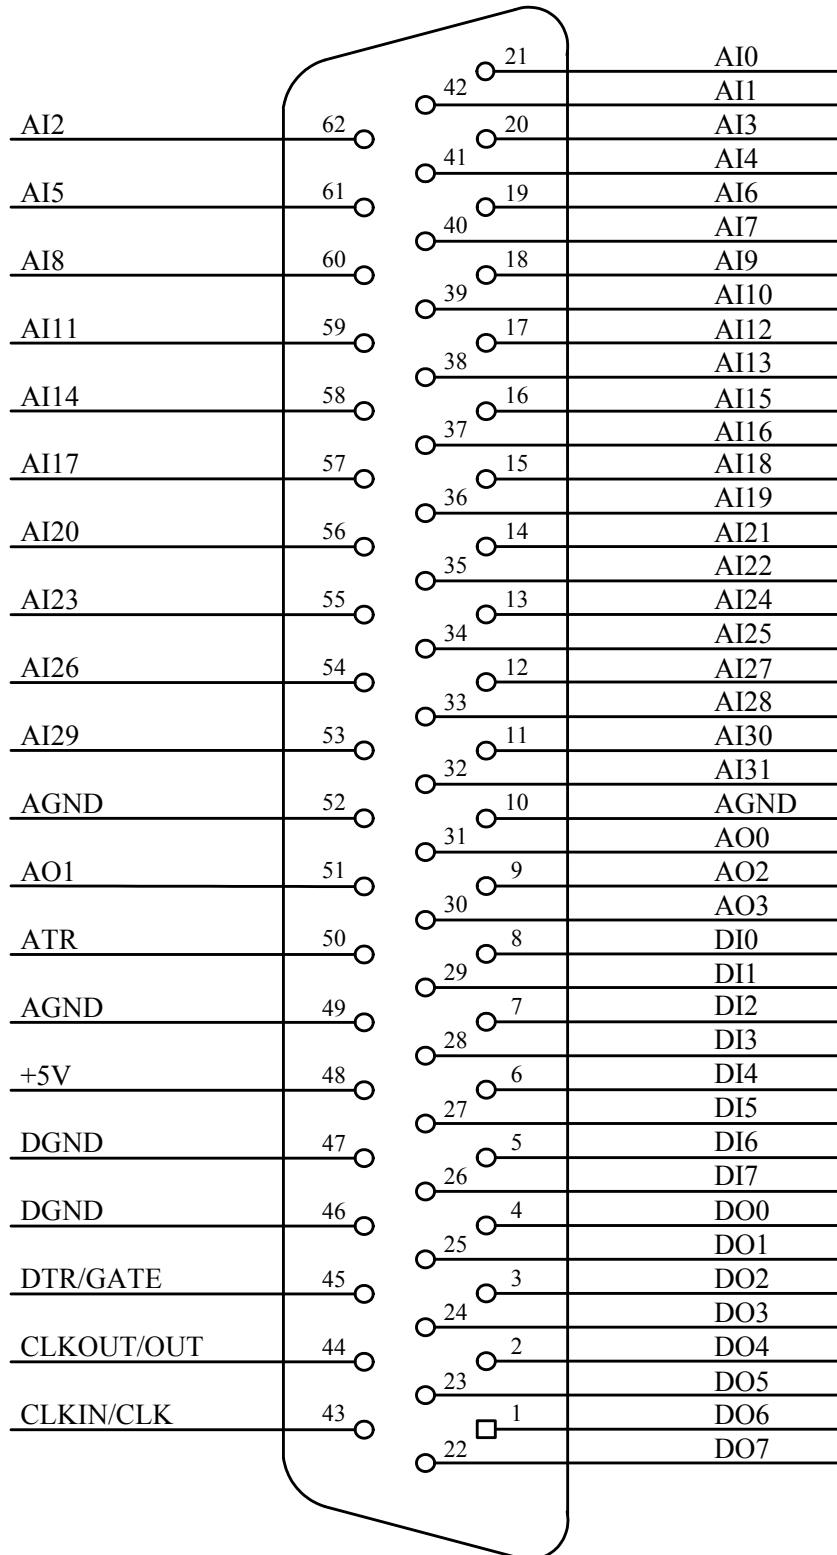 21 AI0
42 AI1
AI2 62 20 AI3
41 AI4
AI5 61 19 AI6
40 AI7
AI8 60 18 AI9
39 AI10
AI11 59 17 AI12
38 AI13
AI14 58 16 AI15
37 AI16
AI17 57 15 AI18
36 AI19
AI20 56 14 AI21
35 AI22
AI23 55 13 AI24
34 AI25
AI26 54 12 AI27
33 AI28
AI29 53 11 AI30
32 AI31
AGND 52 10 AGND
31 AO0
AO1 51 9 AO2
30 AO3
ATR 50 8 DI0
29 DI1
AGND 49 7 DI2
28 DI3
+5V 48 6 DI4
27 DI5
DGND 47 5 DI6
26 DI7
DGND 46 4 DO0
25 DO1
DTR/GATE 45 3 DO2
24 DO3
CLKOUT/OUT 44 2 DO4
23 DO5
CLKIN/CLK 43 1 DO6
22 DO7